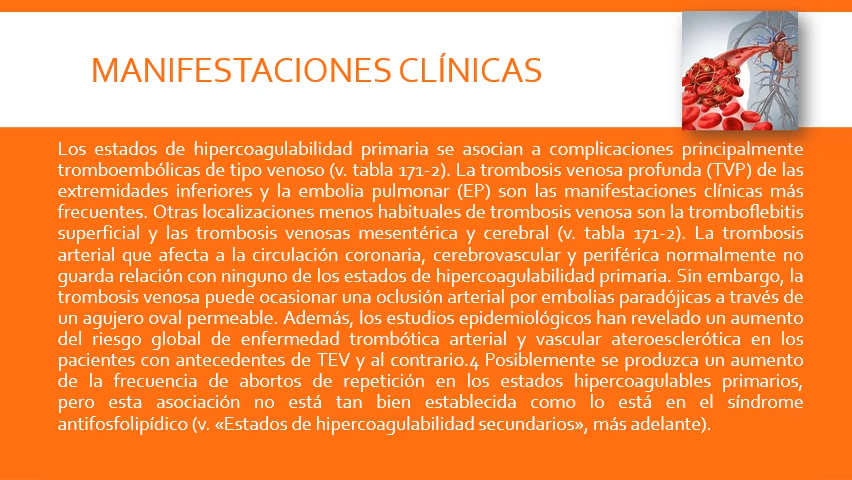 MANIFESTACIONES CLÍNICAS
Los estados de hipercoagulabilidad primaria se asocian a complicaciones principalmente
tromboembólicas de tipo venoso (v. tabla 171-2). La trombosis venosa profunda (TVP) de las
extremidades inferiores y la embolia pulmonar (EP) son las manifestaciones clínicas más
frecuentes. Otras localizaciones menos habituales de trombosis venosa son la tromboflebitis
superficial y las trombosis venosas mesentérica y cerebral (v. tabla 171-2). La trombosis
arterial que afecta a la circulación coronaria, cerebrovascular y periférica normalmente no
guarda relación con ninguno de los estados de hipercoagulabilidad primaria. Sin embargo, la
trombosis venosa puede ocasionar una oclusión arterial por embolias paradójicas a través de
un agujero oval permeable. Además, los estudios epidemiológicos han revelado un aumento
del riesgo global de enfermedad trombótica arterial y vascular ateroesclerótica en los
pacientes con antecedentes de TEV y al contrario.4 Posiblemente se produzca un aumento
de la frecuencia de abortos de repetición en los estados hipercoagulables primarios,
pero esta asociación no está tan bien establecida como lo está en el síndrome
antifosfolipídico (v. «Estados de hipercoagulabilidad secundarios», más adelante).